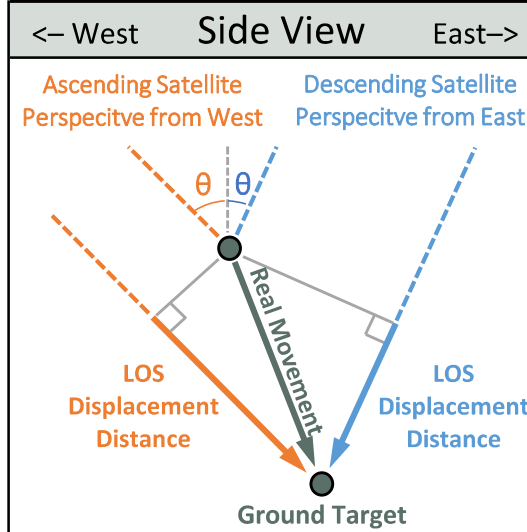 <– West Side View East–>
Ascending Satellite
Perspecitve from West
Descending Satellite
Perspecitve from East
θ θ
Real Movement
LOS
Displacement
Distance
LOS
Displacement
Distance
Ground Target